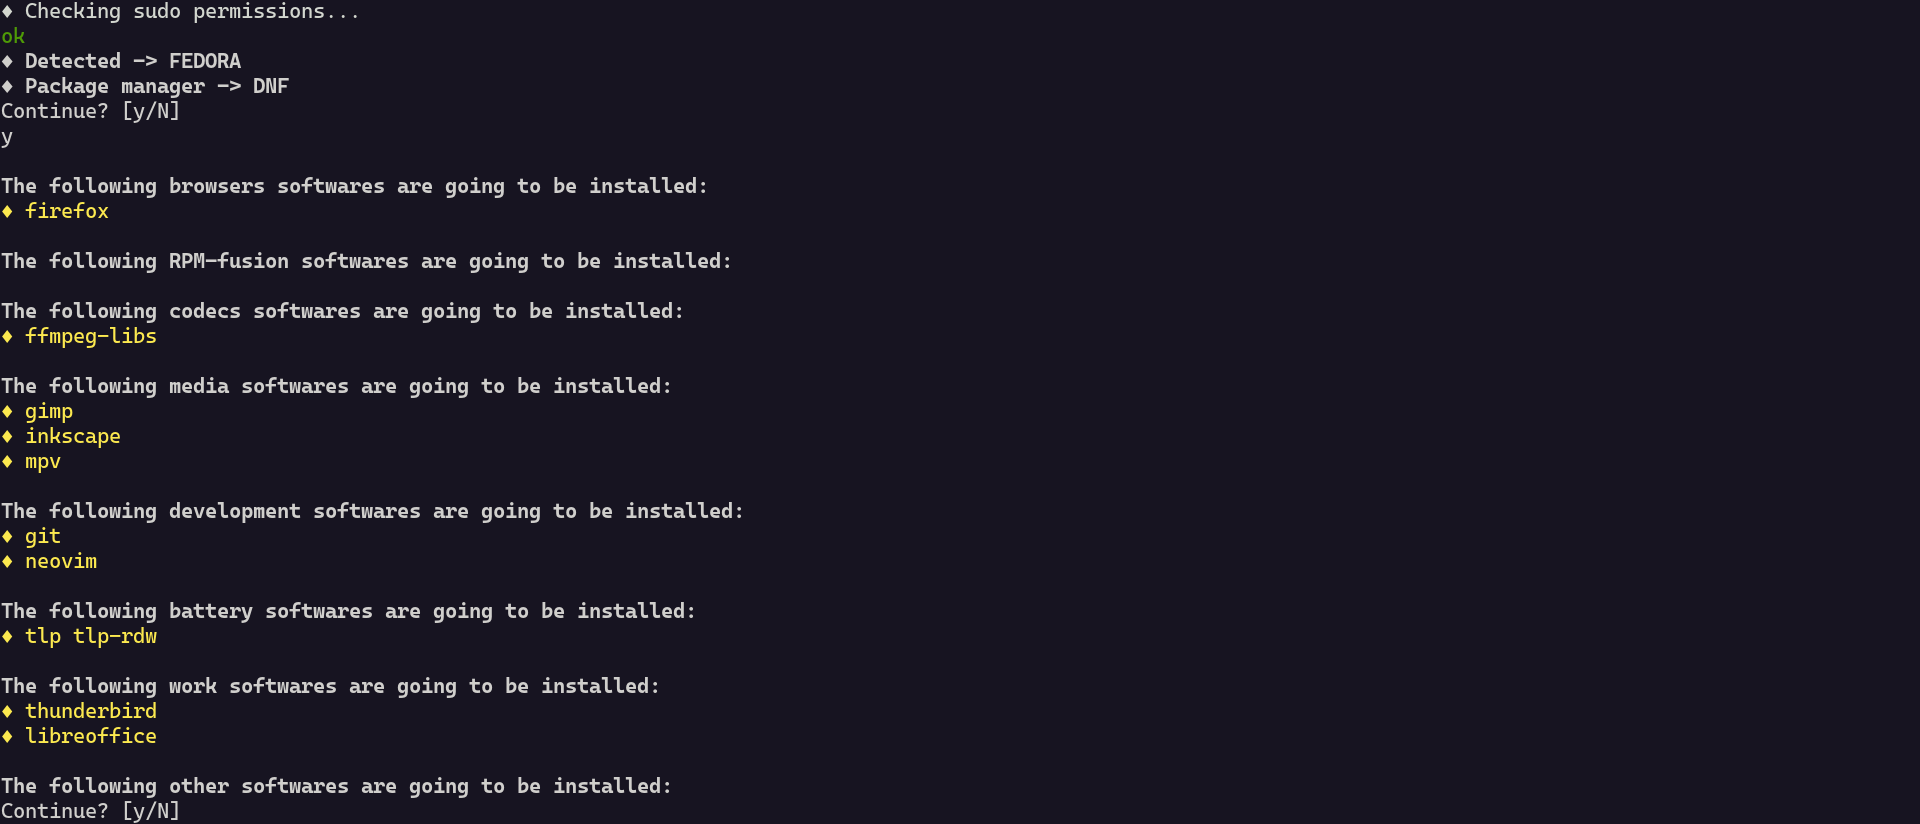 ♦ Checking sudo permissions...
ok
♦ Detected -> FEDORA
♦ Package manager -> DNF
Continue? [y/N]
y
The following browsers softwares are going to be installed:
♦ firefox
The following RPM-fusion softwares are going to be installed:
The following codecs softwares are going to be installed:
♦ ffmpeg-libs
The following media softwares are going to be installed:
♦ gimp
♦ inkscape
♦ mpv
The following development softwares are going to be installed:
♦ git
♦ neovim
The following battery softwares are going to be installed:
♦ tlp tlp-rdw
The following work softwares are going to be installed:
♦ thunderbird
♦ libreoffice
The following other softwares are going to be installed:
Continue? [y/N]